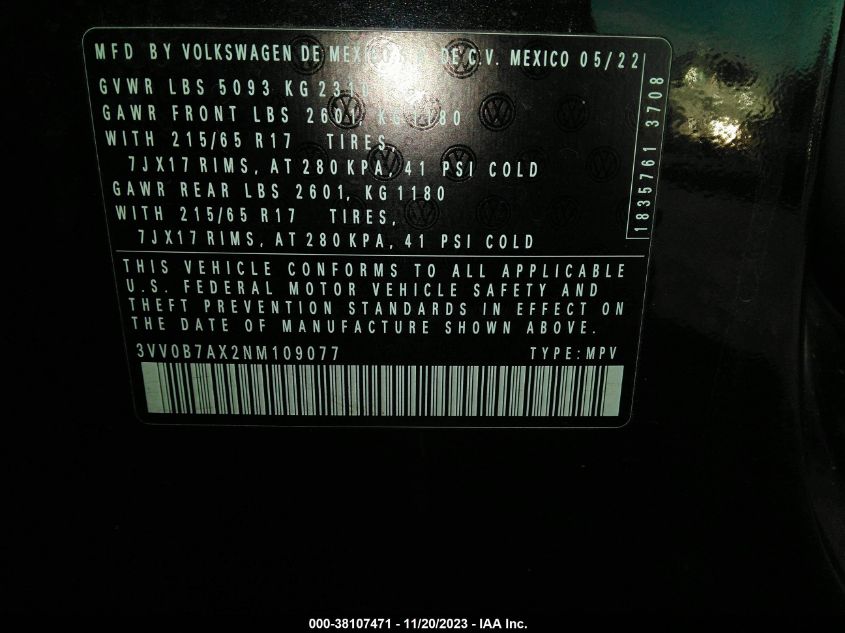 MFD BY VOLKSWAGEN DE MEXICO DE C.V. MEXICO 05/22
GVWR LBS 5093 KG 2310
GAWR FRONT LBS 2601, KG 1180
WITH 215/65 R17 TIRES,
7JX17 RIMS, AT 280 KPA, 41 PSI COLD
GAWR REAR LBS 2601, KG 1180
WITH 215/65 R17 TIRES,
7JX17 RIMS, AT 280 KPA, 41 PSI COLD
1835761 3708
THIS VEHICLE CONFORMS TO ALL APPLICABLE
U.S. FEDERAL MOTOR VEHICLE SAFETY AND
THEFT PREVENTION STANDARDS IN EFFECT ON
THE DATE OF MANUFACTURE SHOWN ABOVE.
3VV0B7AX2NM109077 TYPE: MPV
000-38107471 - 11/20/2023 - IAA Inc.